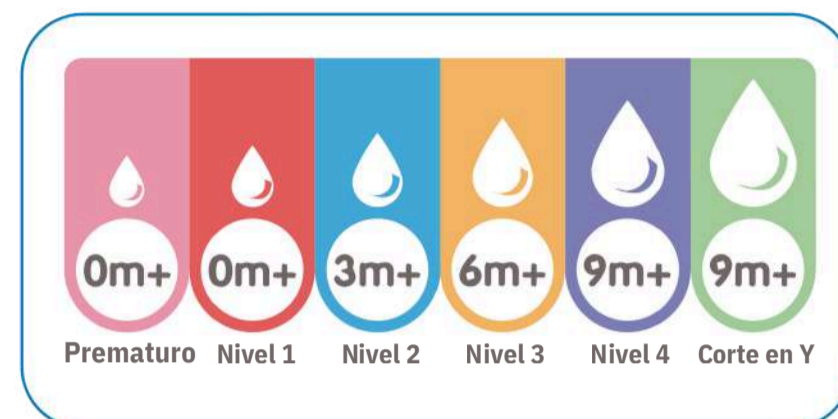 0m+ 0m+ 3m+ 6m+ 9m+ 9m+
Prematuro Nivel 1 Nivel 2 Nivel 3 Nivel 4 Corte en Y